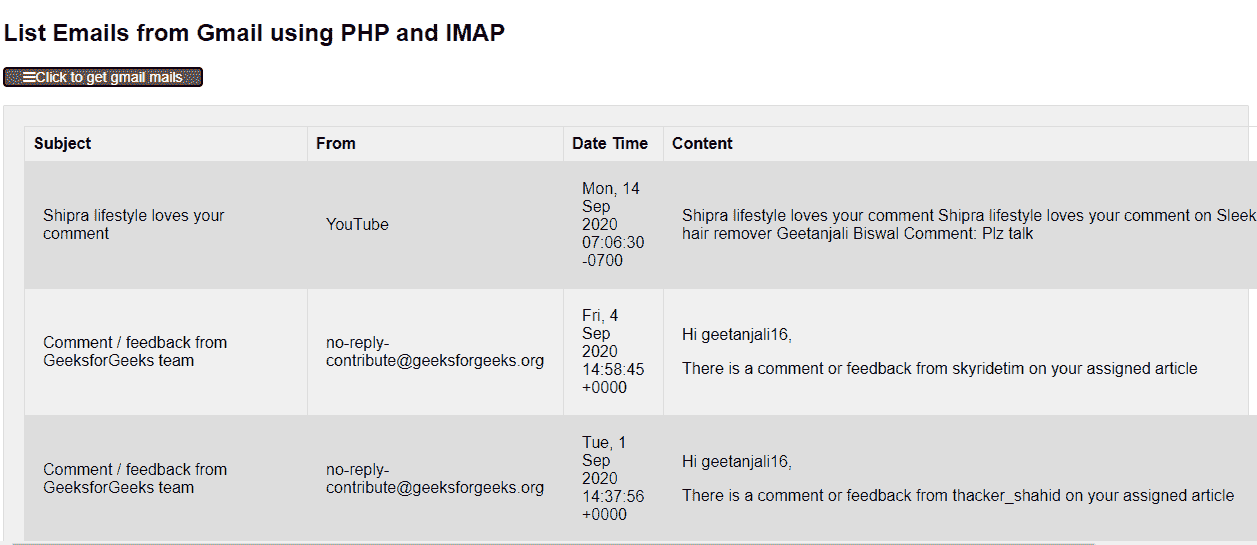 List Emails from Gmail using PHP and IMAP
Click to get gmail mails
Subject From Date Time Content
Shipra lifestyle loves your
comment
YouTube
Mon, 14
Sep
2020
07:06:30
-0700
Shipra lifestyle loves your comment Shipra lifestyle loves your comment on Sleek
hair remover Geetanjali Biswal Comment: Plz talk
Comment / feedback from
GeeksforGeeks team
no-reply-
contribute@geeksforgeeks.org
Fri, 4
Sep
2020
14:58:45
+0000
Hi geetanjali16,
There is a comment or feedback from skyridetim on your assigned article
Comment / feedback from
GeeksforGeeks team
no-reply-
contribute@geeksforgeeks.org
Tue, 1
Sep
2020
14:37:56
+0000
Hi geetanjali16,
There is a comment or feedback from thacker_shahid on your assigned article